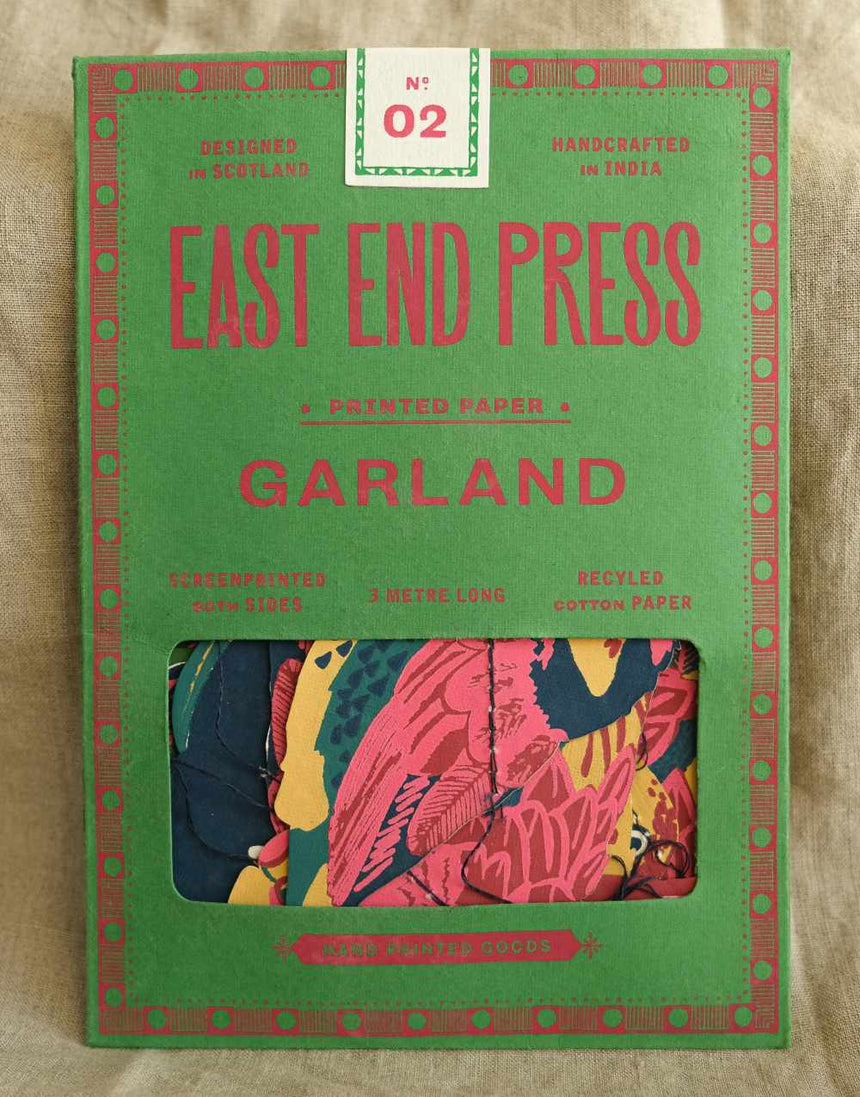 Nº.
02
DESIGNED
IN SCOTLAND
HANDCRAFTED
IN INDIA
EAST END PRESS
• PRINTED PAPER •
GARLAND
SCREENPRINTED
BOTH SIDES
3 METRE LONG
RECYLED
COTTON PAPER
HAND PRINTED GOODS